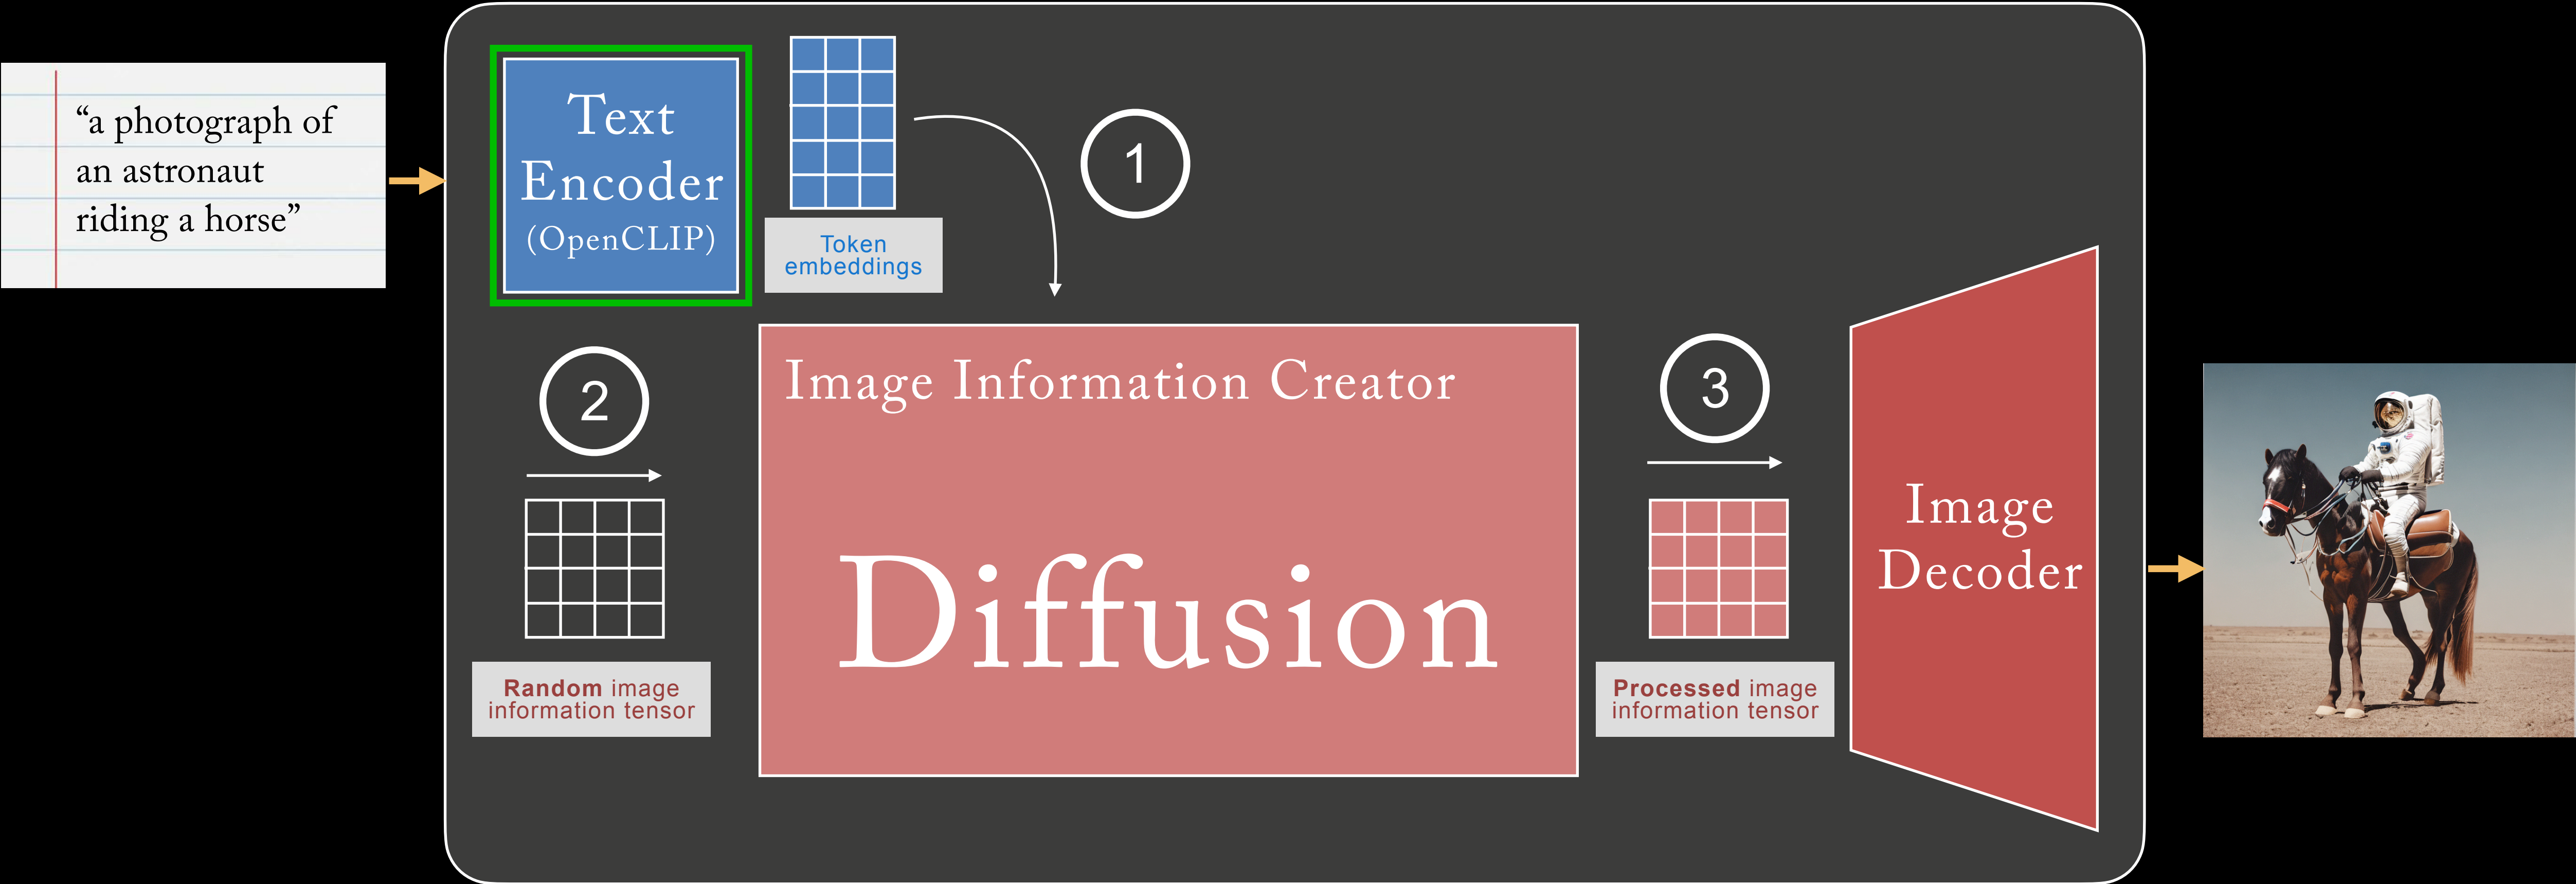 “a photograph of
an astronaut
riding a horse”
Text
Encoder
(OpenCLIP)
Token
embeddings
1
2
Random image
information tensor
Image Information Creator
Diffusion
3
Processed image
information tensor
Image
Decoder